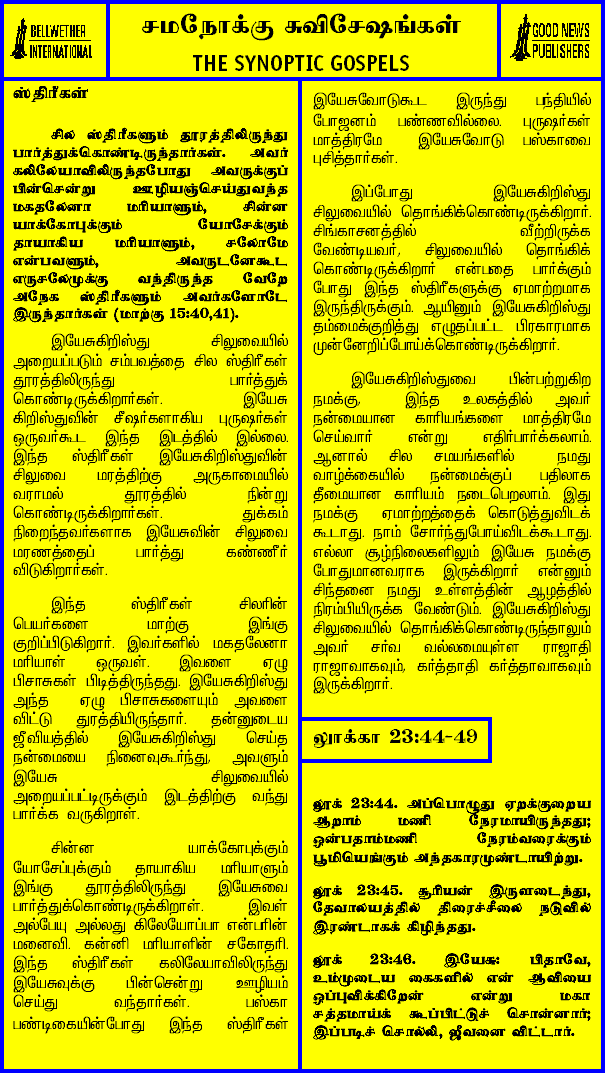 BELLWETHER
INTERNATIONAL
சமநோக்கு சுவிசேஷங்கள்
THE SYNOPTIC GOSPELS
GOOD NEWS
PUBLISHERS
ஸ்திரீகள்
சில ஸ்திரீகளும் தூரத்திலிருந்து
பார்த்துக்கொண்டிருந்தார்கள். அவர்
கலிலேயாவிலிருந்தபோது அவருக்குப்
பின்சென்று ஊழியஞ்செய்துவந்த
மகதலேனா மரியாளும், சின்ன
யாக்கோபுக்கும் யோசேக்கும்
தாயாகிய மரியாளும், சலோமே
என்பவளும், அவருடனேகூட
எருசலேமுக்கு வந்திருந்த வேறே
அநேக ஸ்திரீகளும் அவர்களோடே
இருந்தார்கள் (மாற்கு 15:40,41).
இயேசுகிறிஸ்து சிலுவையில்
அறையப்படும் சம்பவத்தை சில ஸ்திரீகள்
தூரத்திலிருந்து பார்த்துக்
கொண்டிருக்கிறார்கள். இயேசு
கிறிஸ்துவின் சீஷர்களாகிய புருஷர்கள்
ஒருவர்கூட இந்த இடத்தில் இல்லை.
இந்த ஸ்திரீகள் இயேசுகிறிஸ்துவின்
சிலுவை மரத்திற்கு அருகாமையில்
வராமல் தூரத்தில் நின்று
கொண்டிருக்கிறார்கள். துக்கம்
நிறைந்தவர்களாக இயேசுவின் சிலுவை
மரணத்தைப் பார்த்து கண்ணீர்
விடுகிறார்கள்.
இந்த ஸ்திரீகள் சிலரின்
பெயர்களை மாற்கு இங்கு
குறிப்பிடுகிறார். இவர்களில் மகதலேனா
மரியாள் ஒருவள். இவளை ஏழு
பிசாசுகள் பிடித்திருந்தது. இயேசுகிறிஸ்து
அந்த ஏழு பிசாசுகளையும் அவளை
விட்டு துரத்தியிருந்தார். தன்னுடைய
ஜீவியத்தில் இயேசுகிறிஸ்து செய்த
நன்மையை நினைவுகூர்ந்து, அவளும்
இயேசு சிலுவையில்
அறையப்பட்டிருக்கும் இடத்திற்கு வந்து
பார்க்க வருகிறாள்.
சின்ன யாக்கோபுக்கும்
யோசேப்புக்கும் தாயாகிய மரியாளும்
இங்கு தூரத்திலிருந்து இயேசுவை
பார்த்துக்கொண்டிருக்கிறாள். இவள்
அல்பேயு அல்லது கிலேயோப்பா என்பரின்
மனைவி. கன்னி மரியாளின் சகோதரி.
இந்த ஸ்திரீகள் கலிலேயாவிலிருந்து
இயேசுவுக்கு பின்சென்று ஊழியம்
செய்து வந்தார்கள். பஸ்கா
பண்டிகையின்போது இந்த ஸ்திரீகள்
இயேசுவோடுகூட இருந்து பந்தியில்
போஜனம் பண்ணவில்லை. புருஷர்கள்
மாத்திரமே இயேசுவோடு பஸ்காவை
புசித்தார்கள்.
இப்போது இயேசுகிறிஸ்து
சிலுவையில் தொங்கிக்கொண்டிருக்கிறார்.
சிங்காசனத்தில் வீற்றிருக்க
வேண்டியவர், சிலுவையில் தொங்கிக்
கொண்டிருக்கிறார் என்பதை பார்க்கும்
போது இந்த ஸ்திரீகளுக்கு ஏமாற்றமாக
இருந்திருக்கும். ஆயினும் இயேசுகிறிஸ்து
தம்மைக்குறித்து எழுதப்பட்ட பிரகாரமாக
முன்னேறிப்போய்க்கொண்டிருக்கிறார்.
இயேசுகிறிஸ்துவை பின்பற்றுகிற
நமக்கு, இந்த உலகத்தில் அவர்
நன்மையான காரியங்களை மாத்திரமே
செய்வார் என்று எதிர்பார்க்கலாம்.
ஆனால் சில சமயங்களில் நமது
வாழ்க்கையில் நன்மைக்குப் பதிலாக
தீமையான காரியம் நடைபெறலாம். இது
நமக்கு ஏமாற்றத்தைக் கொடுத்துவிடக்
கூடாது. நாம் சோர்ந்துபோய்விடக்கூடாது.
எல்லா சூழ்நிலைகளிலும் இயேசு நமக்கு
போதுமானவராக இருக்கிறார் என்னும்
சிந்தனை நமது உள்ளத்தின் ஆழத்தில்
நிரம்பியிருக்க வேண்டும். இயேசுகிறிஸ்து
சிலுவையில் தொங்கிக்கொண்டிருந்தாலும்
அவர் சர்வ வல்லமையுள்ள ராஜாதி
ராஜாவாகவும், கர்த்தாதி கர்த்தாவாகவும்
இருக்கிறார்.
லூக்கா 23:44-49
லூக் 23:44. அப்பொழுது ஏறக்குறைய
ஆறாம் மணி நேரமாயிருந்தது;
ஒன்பதாம்மணி நேரம்வரைக்கும்
பூமியெங்கும் அந்தகாரமுண்டாயிற்று.
லூக் 23:45. சூரியன் இருளடைந்து,
தேவாலயத்தில் திரைச்சீலை நடுவில்
இரண்டாகக் கிழிந்தது.
லூக் 23:46. இயேசு: பிதாவே,
உம்முடைய கைகளில் என் ஆவியை
ஒப்புவிக்கிறேன் என்று மகா
சத்தமாய்க் கூப்பிட்டுச் சொன்னார்;
இப்படிச் சொல்லி, ஜீவனை விட்டார்.